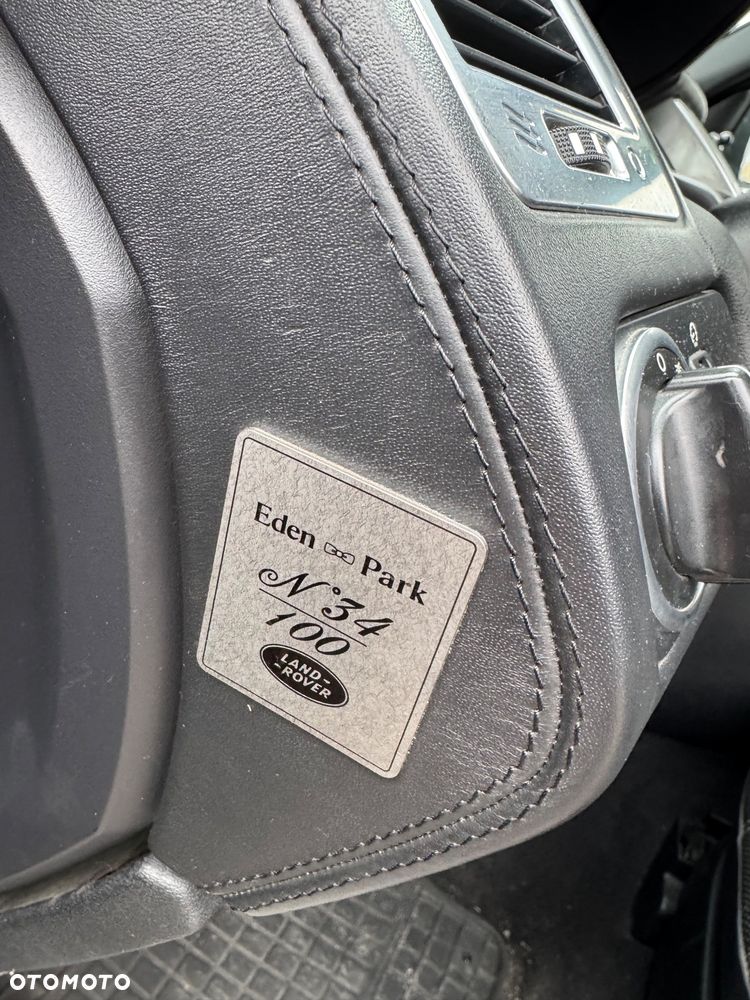 Eden Park
N°34
100
LAND-
-ROVER
OTOMOTO